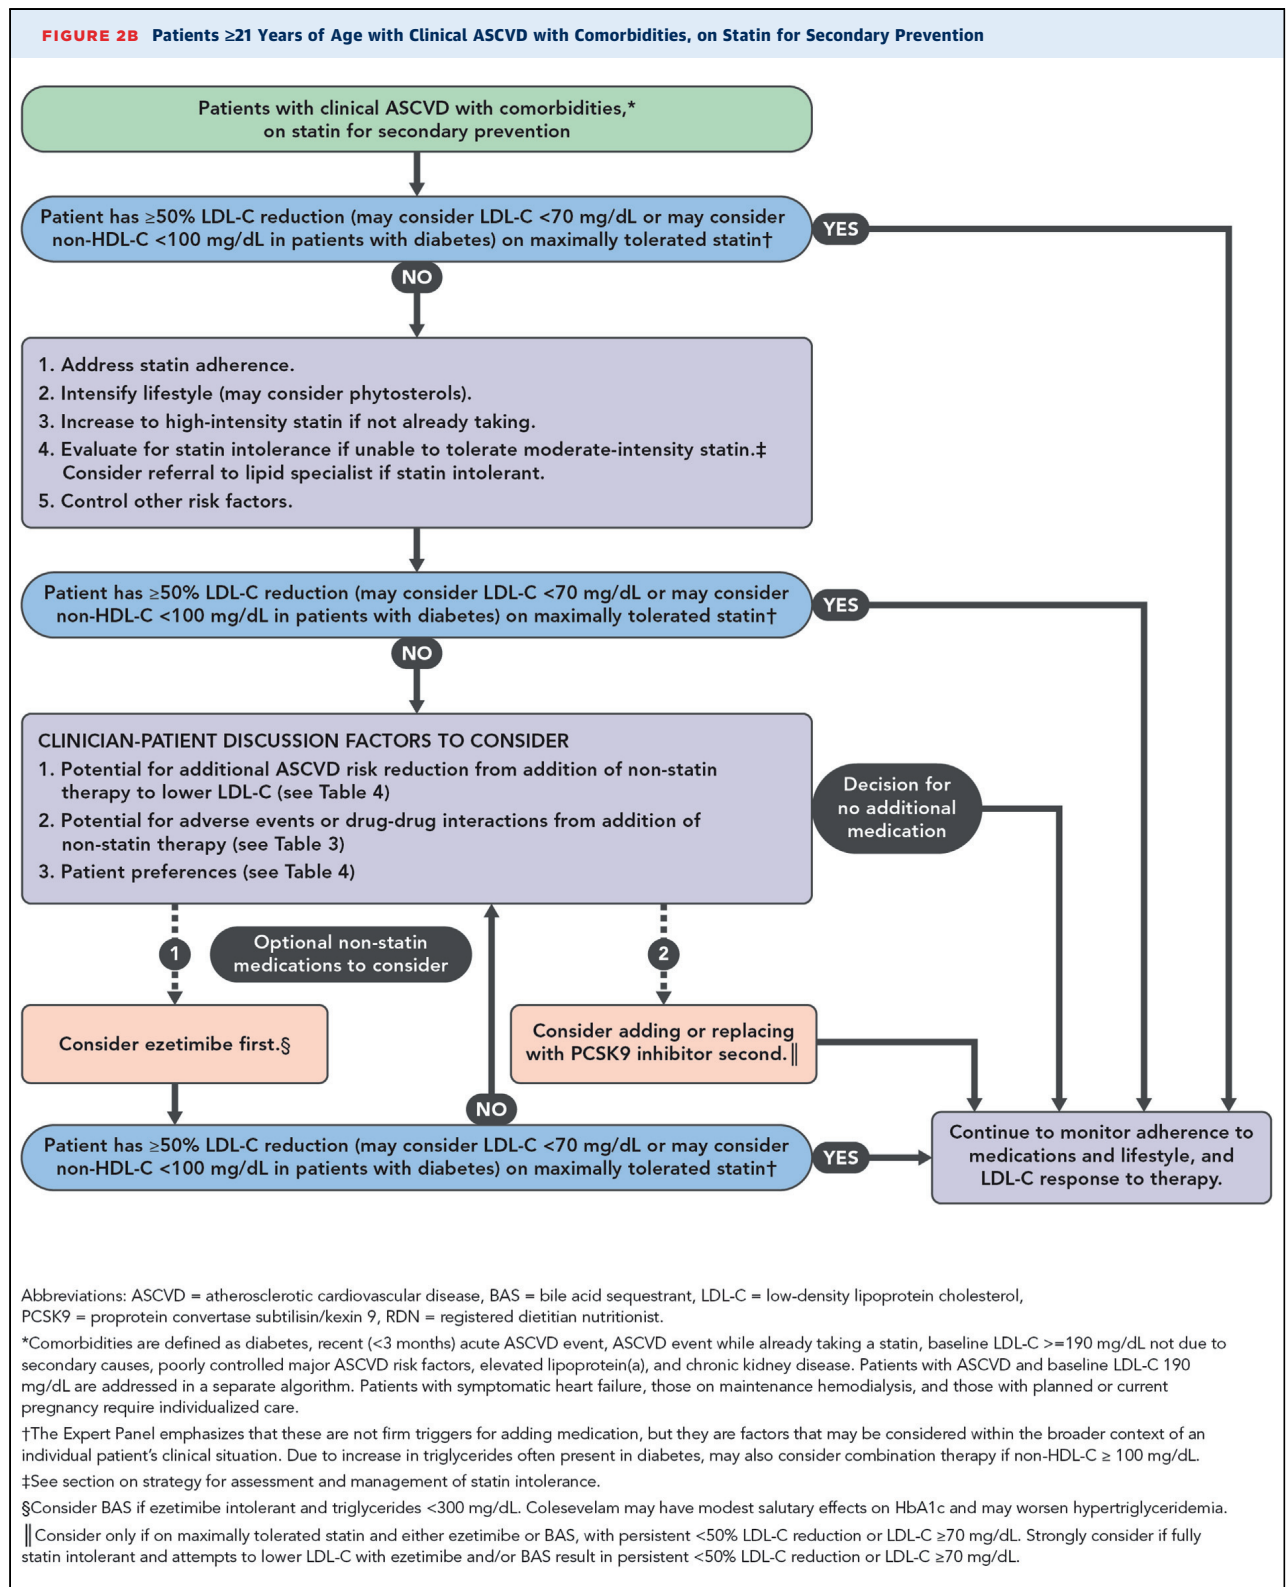 FIGURE 2B Patients ≥21 Years of Age with Clinical ASCVD with Comorbidities, on Statin for Secondary Prevention
Patients with clinical ASCVD with comorbidities,*
on statin for secondary prevention
Patient has ≥50% LDL-C reduction (may consider LDL-C <70 mg/dL or may consider
non-HDL-C <100 mg/dL in patients with diabetes) on maximally tolerated statin†
YES
NO
1. Address statin adherence.
2. Intensify lifestyle (may consider phytosterols).
3. Increase to high-intensity statin if not already taking.
4. Evaluate for statin intolerance if unable to tolerate moderate-intensity statin.‡
Consider referral to lipid specialist if statin intolerant.
5. Control other risk factors.
Patient has ≥50% LDL-C reduction (may consider LDL-C <70 mg/dL or may consider
non-HDL-C <100 mg/dL in patients with diabetes) on maximally tolerated statin†
YES
NO
CLINICIAN-PATIENT DISCUSSION FACTORS TO CONSIDER
1. Potential for additional ASCVD risk reduction from addition of non-statin
therapy to lower LDL-C (see Table 4)
2. Potential for adverse events or drug-drug interactions from addition of
non-statin therapy (see Table 3)
3. Patient preferences (see Table 4)
Decision for
no additional
medication
1
Optional non-statin
medications to consider
2
Consider ezetimibe first.§
Consider adding or replacing
with PCSK9 inhibitor second.‖
NO
Patient has ≥50% LDL-C reduction (may consider LDL-C <70 mg/dL or may consider
non-HDL-C <100 mg/dL in patients with diabetes) on maximally tolerated statin†
YES
Continue to monitor adherence to
medications and lifestyle, and
LDL-C response to therapy.
Abbreviations: ASCVD = atherosclerotic cardiovascular disease, BAS = bile acid sequestrant, LDL-C = low-density lipoprotein cholesterol,
PCSK9 = proprotein convertase subtilisin/kexin 9, RDN = registered dietitian nutritionist.
*Comorbidities are defined as diabetes, recent (<3 months) acute ASCVD event, ASCVD event while already taking a statin, baseline LDL-C >=190 mg/dL not due to
secondary causes, poorly controlled major ASCVD risk factors, elevated lipoprotein(a), and chronic kidney disease. Patients with ASCVD and baseline LDL-C 190
mg/dL are addressed in a separate algorithm. Patients with symptomatic heart failure, those on maintenance hemodialysis, and those with planned or current
pregnancy require individualized care.
†The Expert Panel emphasizes that these are not firm triggers for adding medication, but they are factors that may be considered within the broader context of an
individual patient's clinical situation. Due to increase in triglycerides often present in diabetes, may also consider combination therapy if non-HDL-C ≥ 100 mg/dL.
‡See section on strategy for assessment and management of statin intolerance.
§Consider BAS if ezetimibe intolerant and triglycerides <300 mg/dL. Colesevelam may have modest salutary effects on HbA1c and may worsen hypertriglyceridemia.
‖Consider only if on maximally tolerated statin and either ezetimibe or BAS, with persistent <50% LDL-C reduction or LDL-C ≥70 mg/dL. Strongly consider if fully
statin intolerant and attempts to lower LDL-C with ezetimibe and/or BAS result in persistent <50% LDL-C reduction or LDL-C ≥70 mg/dL.